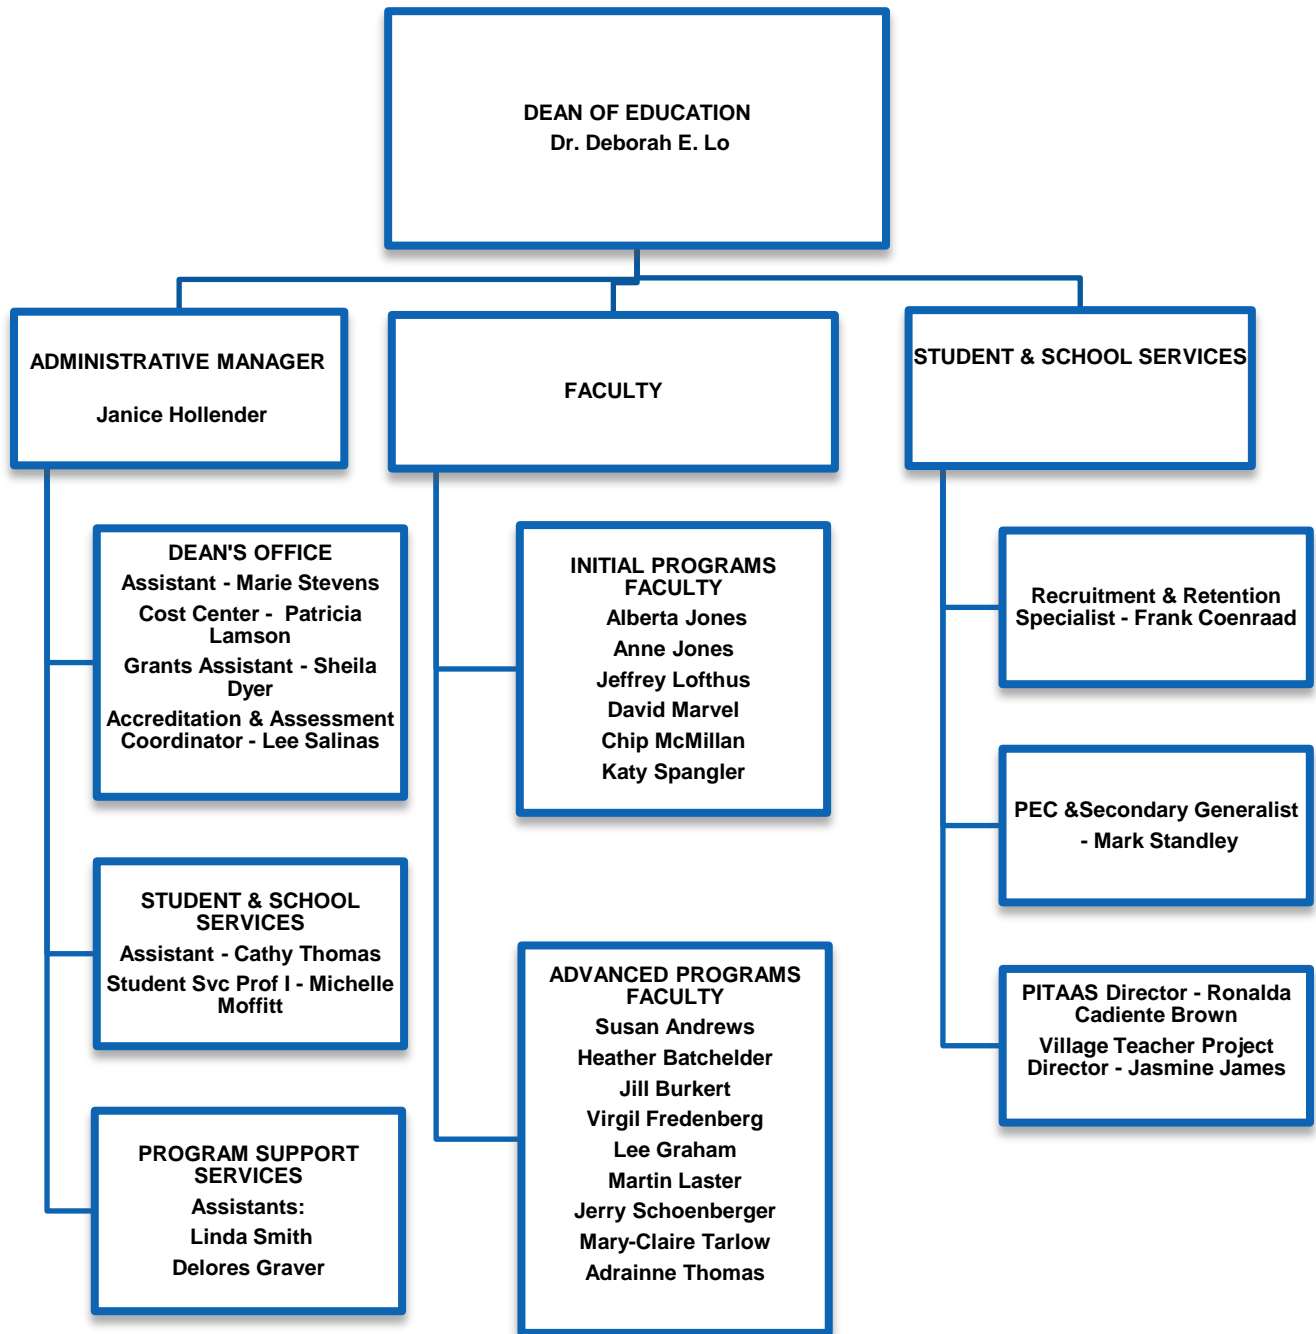 DEAN OF EDUCATION
Dr. Deborah E. Lo
ADMINISTRATIVE MANAGER
Janice Hollender
FACULTY
STUDENT & SCHOOL SERVICES
DEAN'S OFFICE
Assistant - Marie Stevens
Cost Center - Patricia
Lamson
Grants Assistant - Sheila
Dyer
Accreditation & Assessment
Coordinator - Lee Salinas
STUDENT & SCHOOL
SERVICES
Assistant - Cathy Thomas
Student Svc Prof I - Michelle
Moffitt
PROGRAM SUPPORT
SERVICES
Assistants:
Linda Smith
Delores Graver
INITIAL PROGRAMS
FACULTY
Alberta Jones
Anne Jones
Jeffrey Lofthus
David Marvel
Chip McMillan
Katy Spangler
ADVANCED PROGRAMS
FACULTY
Susan Andrews
Heather Batchelder
Jill Burkert
Virgil Fredenberg
Lee Graham
Martin Laster
Jerry Schoenberger
Mary-Claire Tarlow
Adrainne Thomas
Recruitment & Retention
Specialist - Frank Coenraad
PEC &Secondary Generalist
- Mark Standley
PITAAS Director - Ronalda
Cadiente Brown
Village Teacher Project
Director - Jasmine James